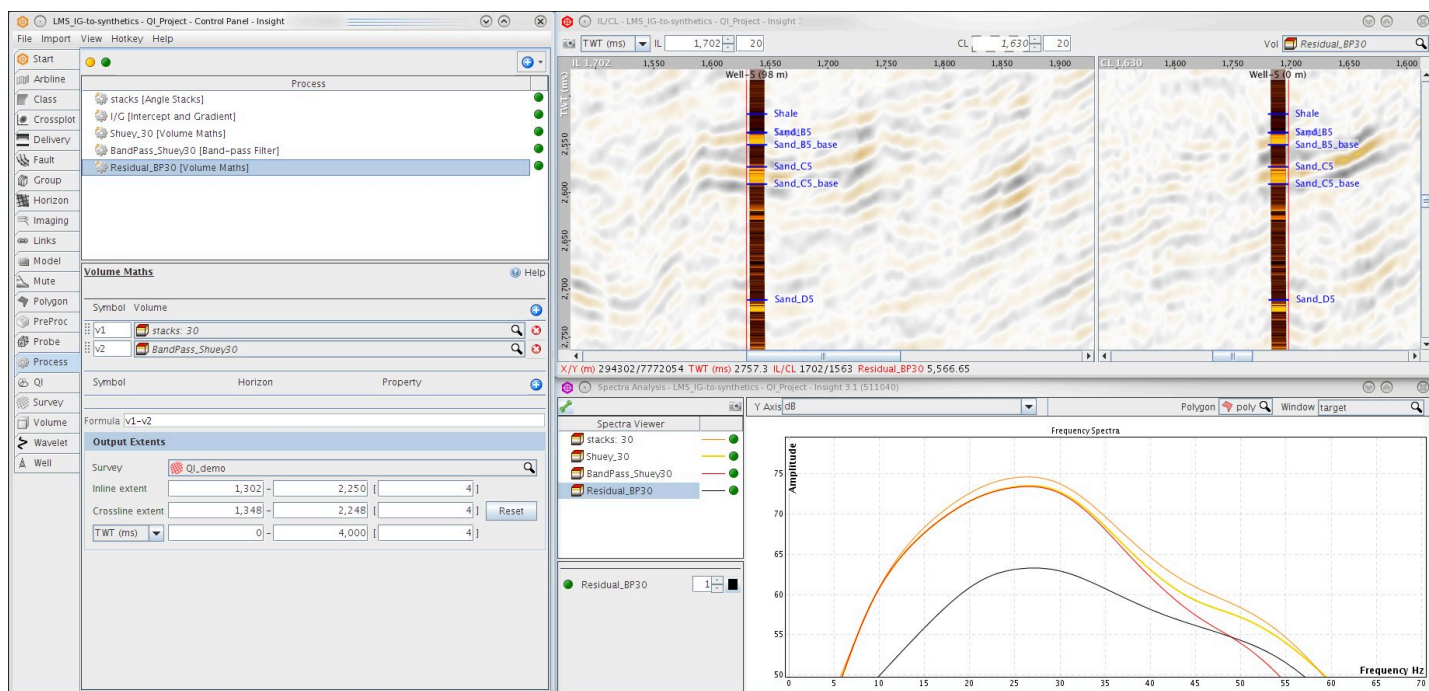 LMS_IG-to-synthetics - QI_Project - Control Panel - Insight
File Import View Hotkey Help
Start
Arbline
Class
Crossplot
Delivery
Fault
Group
Horizon
Imaging
Links
Model
Mute
Polygon
PreProc
Probe
Process
QI
Survey
Volume
Wavelet
Well
Process
stacks [Angle Stacks]
I/G [Intercept and Gradient]
Shuey_30 [Volume Maths]
BandPass_Shuey30 [Band-pass Filter]
Residual_BP30 [Volume Maths]
Volume Maths
Help
Symbol Volume
v1 stacks: 30
v2 BandPass_Shuey30
Symbol Horizon Property
Formula v1-v2
Output Extents
Survey QI_demo
Inline extent 1,302 - 2,250 [ 4 ]
Crossline extent 1,348 - 2,248 [ 4 ] Reset
TWT (ms) 0 - 4,000 [ 4 ]
IL/CL - LMS_IG-to-synthetics - QI_Project - Insight
TWT (ms) IL 1,702 20 CL 1,630 20 Vol Residual_BP30
IL 1,702 1,550 1,600 1,650 1,700 1,750 1,800 1,850 1,900
CL 1,630 1,800 1,750 1,700 1,650 1,600
Well-5 (98 m)
Well-5 (0 m)
TWT (ms)
2,550
2,600
2,650
2,700
2,750
Shale
Sand_B5
Sand_B5_base
Sand_C5
Sand_C5_base
Sand_D5
Shale
Sand_B5
Sand_B5_base
Sand_C5
Sand_C5_base
Sand_D5
X/Y (m) 294302/7772054 TWT (ms) 2757.3 IL/CL 1702/1563 Residual_BP30 5,566.65
Spectra Analysis - LMS_IG-to-synthetics - QI_Project - Insight 3.1 (511040)
Y Axis dB Polygon poly Window target
Spectra Viewer
stacks: 30
Shuey_30
BandPass_Shuey30
Residual_BP30
Residual_BP30 1
Frequency Spectra
Amplitude
75
70
65
60
55
50
0 5 10 15 20 25 30 35 40 45 50 55 60 65 70
Frequency Hz